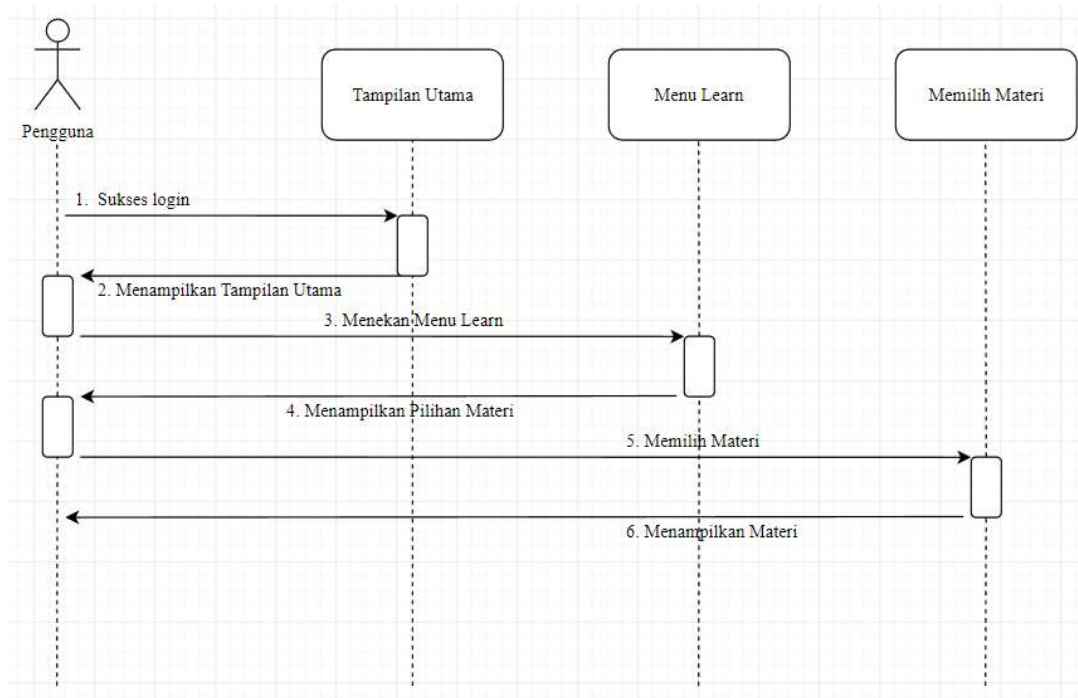 Tampilan Utama
Menu Learn
Memilih Materi
Pengguna
1. Sukses login
2. Menampilkan Tampilan Utama
3. Menekan Menu Learn
4. Menampilkan Pilihan Materi
5. Memilih Materi
6. Menampilkan Materi